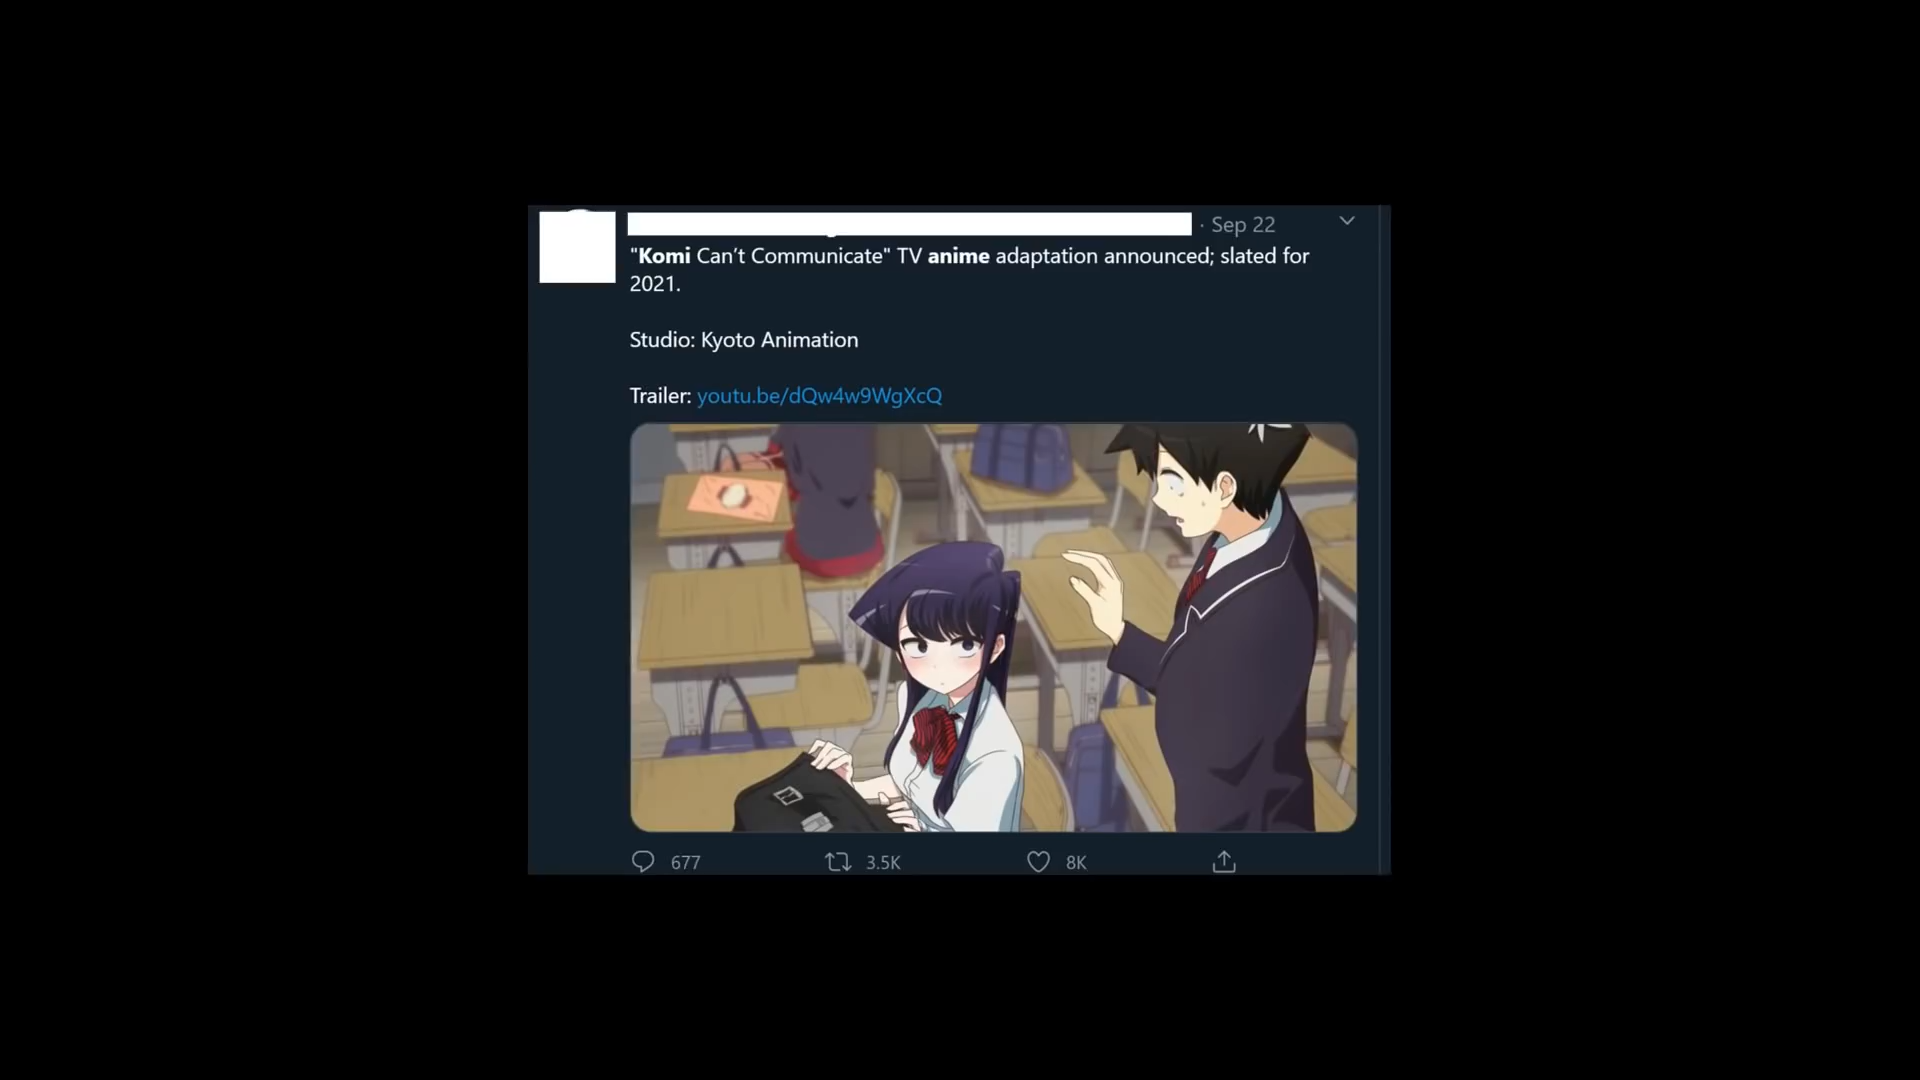 · Sep 22
"Komi Can’t Communicate" TV anime adaptation announced; slated for
2021.
Studio: Kyoto Animation
Trailer: youtu.be/dQw4w9WgXcQ
677 3.5K 8K